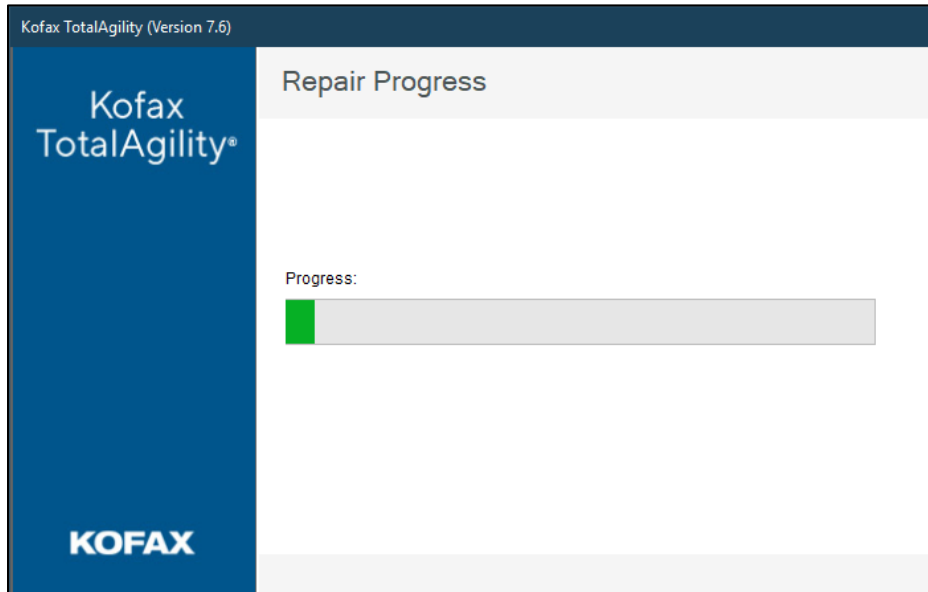 Kofax TotalAgility (Version 7.6)
Kofax
TotalAgility®
Repair Progress
Progress:
KOFAX